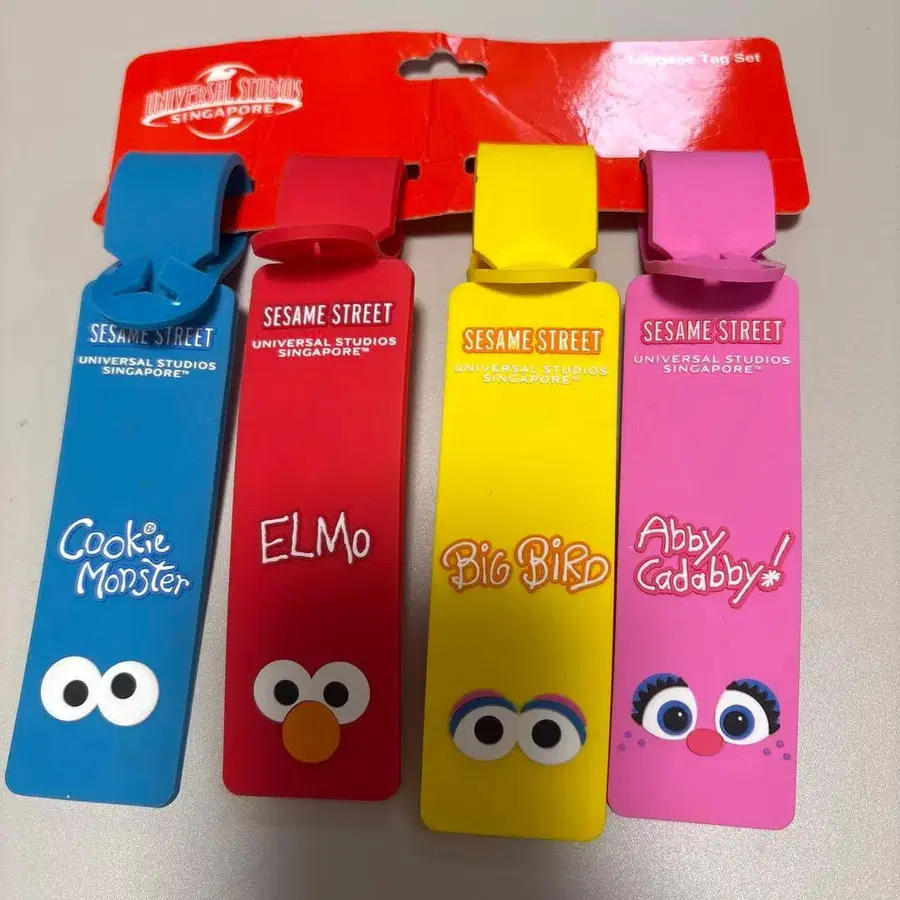 UNIVERSAL STUDIOS
SINGAPORE
Luggage Tag Set
SESAME STREET
UNIVERSAL STUDIOS
SINGAPORE™
Cookie
Monster
SESAME STREET
UNIVERSAL STUDIOS
SINGAPORE™
ELMo
SESAME STREET
UNIVERSAL STUDIOS
SINGAPORE™
BiG BiRD
SESAME STREET
UNIVERSAL STUDIOS
SINGAPORE™
Abby
Cadabby!